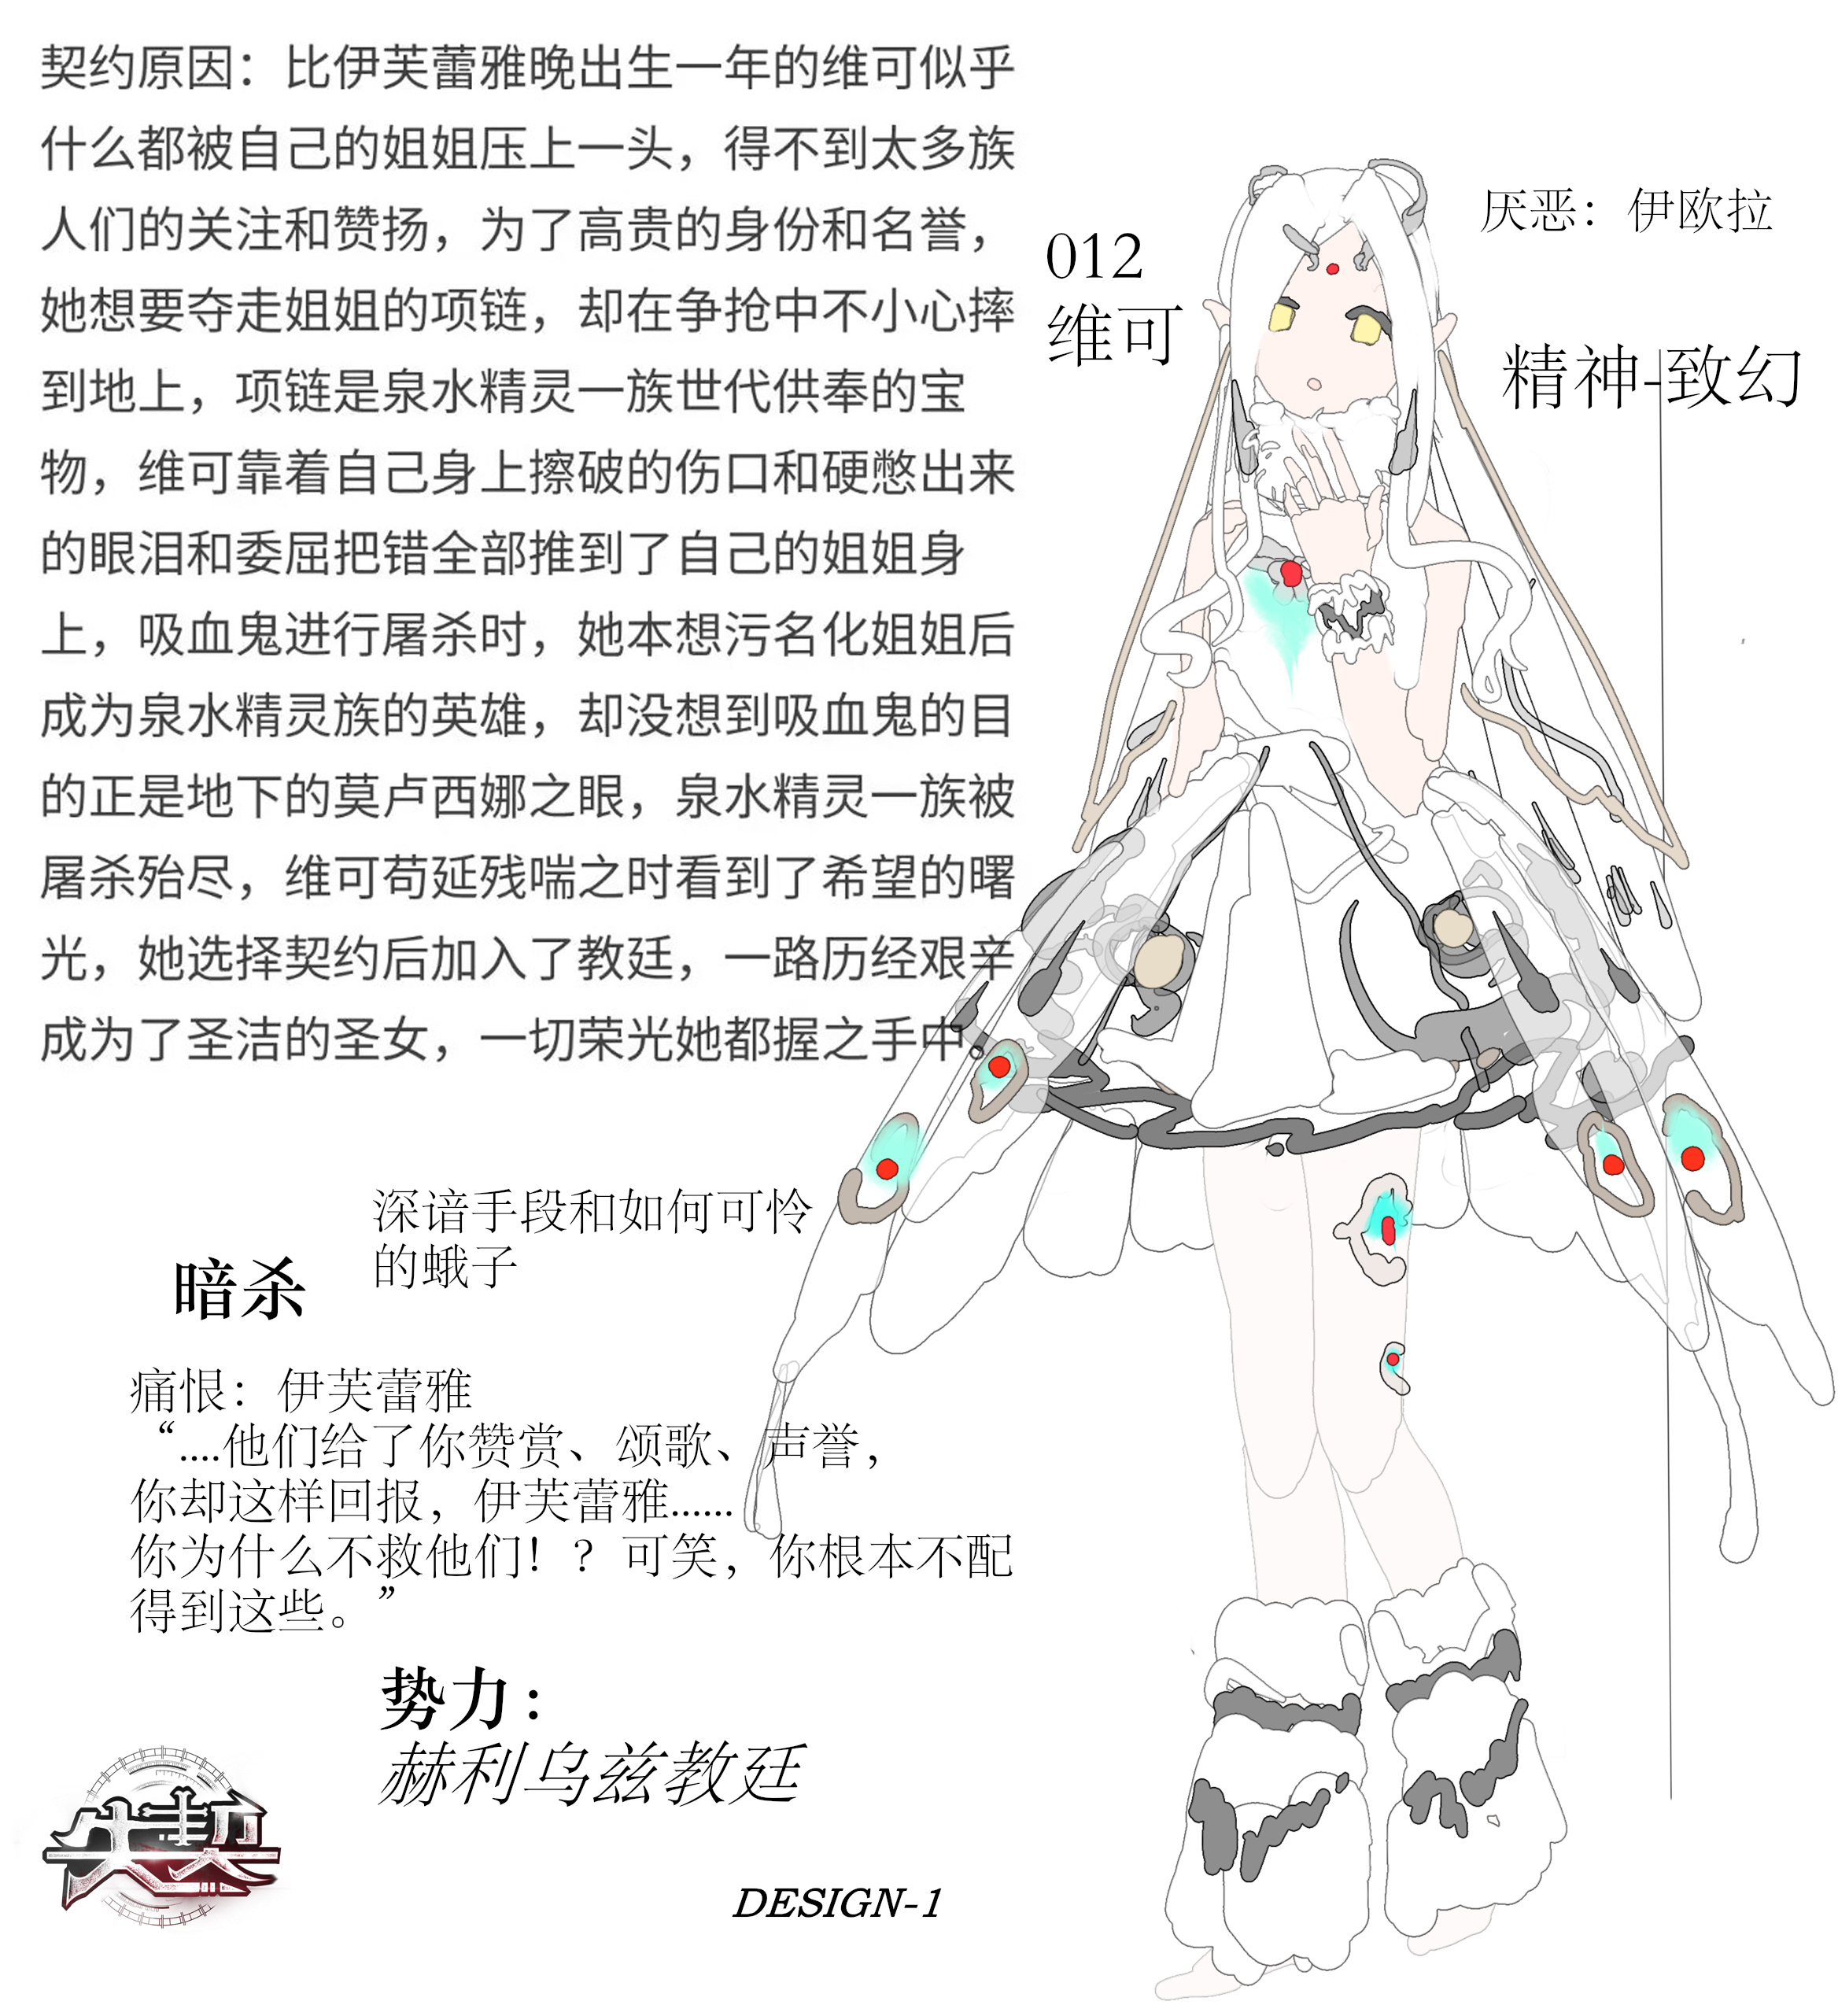 契约原因：比伊芙蕾雅晚出生一年的维可似乎
什么都被自己的姐姐压上一头，得不到太多族
人们的关注和赞扬，为了高贵的身份和名誉，
她想要夺走姐姐的项链，却在争抢中不小心摔
到地上，项链是泉水精灵一族世代供奉的宝
物，维可靠着自己身上擦破的伤口和硬憋出来
的眼泪和委屈把错全部推到了自己的姐姐身
上，吸血鬼进行屠杀时，她本想污名化姐姐后
成为泉水精灵族的英雄，却没想到吸血鬼的目
的正是地下的莫卢西娜之眼，泉水精灵一族被
屠杀殆尽，维可苟延残喘之时看到了希望的曙
光，她选择契约后加入了教廷，一路历经艰辛
成为了圣洁的圣女，一切荣光她都握之手中。
012
维可
厌恶：伊欧拉
精神-致幻
深谙手段和如何可怜
的蛾子
暗杀
痛恨：伊芙蕾雅
“....他们给了你赞赏、颂歌、声誉，
你却这样回报，伊芙蕾雅......
你为什么不救他们！？可笑，你根本不配
得到这些。”
势力：
赫利乌兹教廷
失契
DESIGN-1